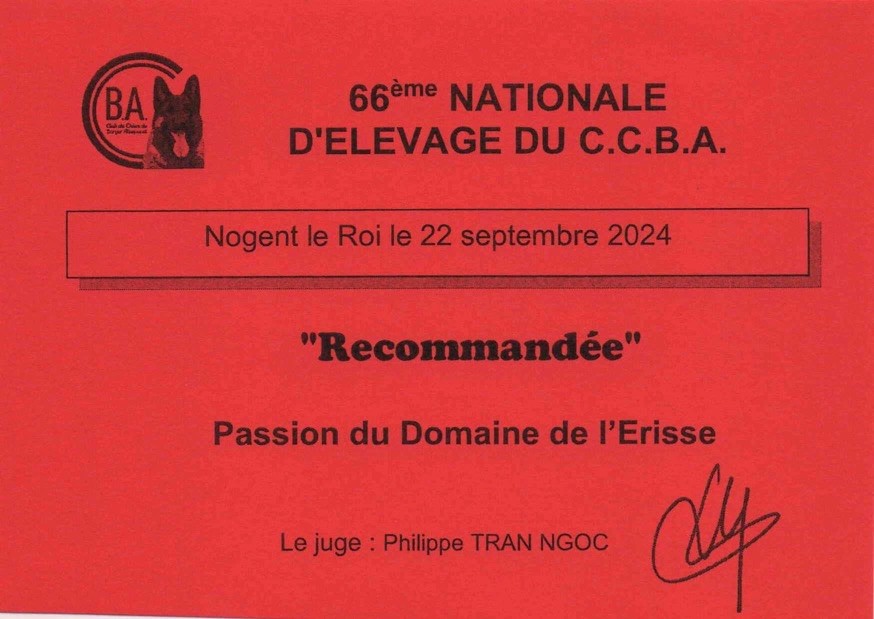 B.A.
66ème NATIONALE
D'ELEVAGE DU C.C.B.A.
Nogent le Roi le 22 septembre 2024
"Recommandée"
Passion du Domaine de l'Erisse
Le juge : Philippe TRAN NGOC